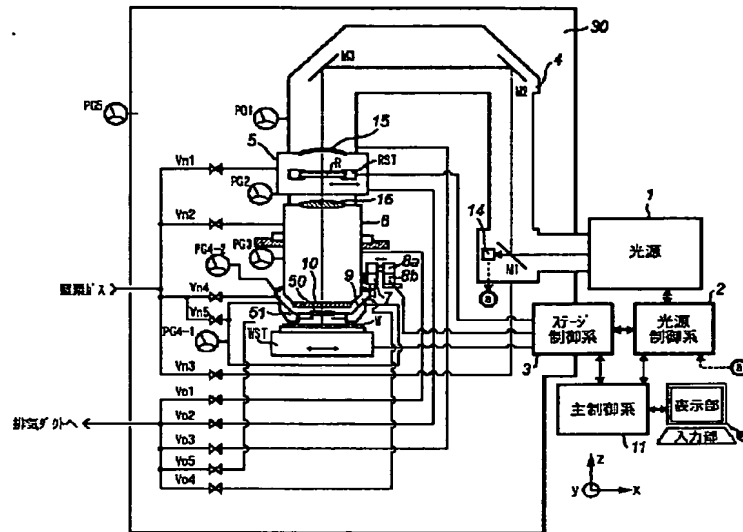 30
M3
4
M2
PG5
PG1
15
5
R
RST
Vn1
PG2
16
1
光源
6
Vn2
14
M1
PG4-2
PG3
10
50
9
8a
8b
a
2
窒素ガス
Vn4
Vn5
7
51
W
ステージ
制御系
光源
制御系
PG4-1
WST
3
a
Vn3
Vo1
主制御系
表示部
排気ダクトへ
Vo2
11
入力部
Vo3
Vo5
Vo4
z
y
x